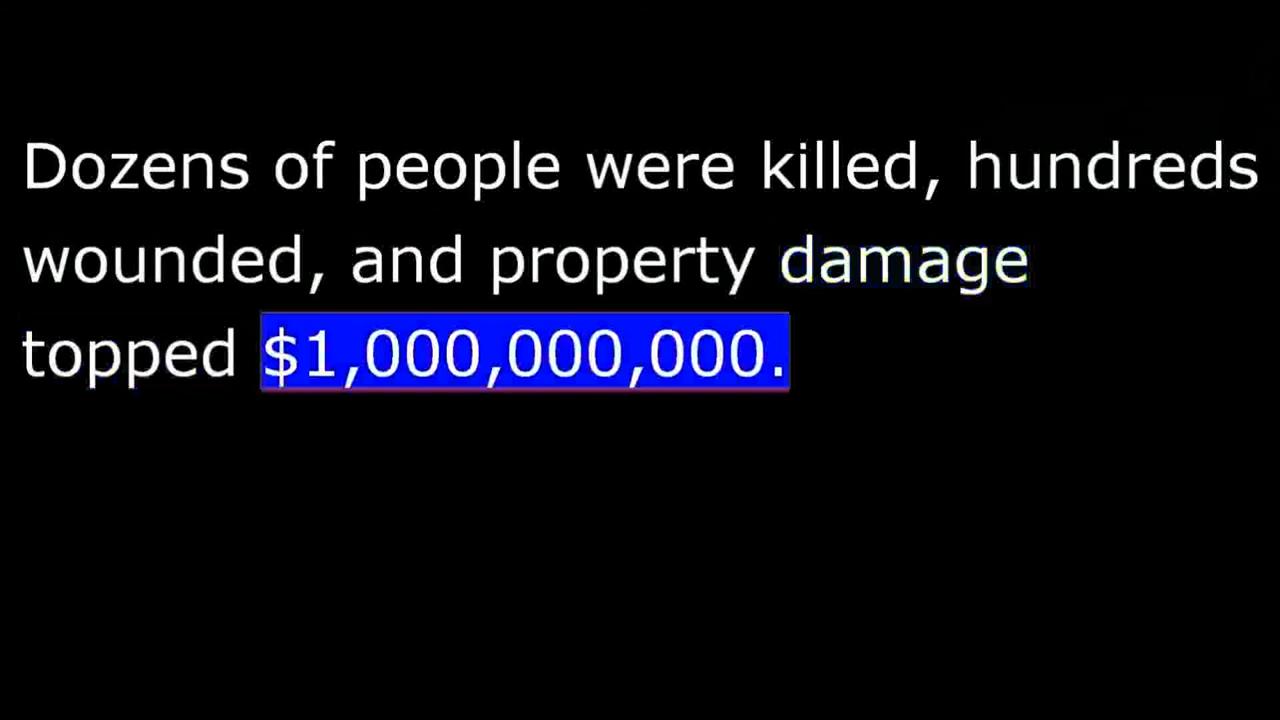 Dozens of people were killed, hundreds
wounded, and property damage
topped $1,000,000,000.